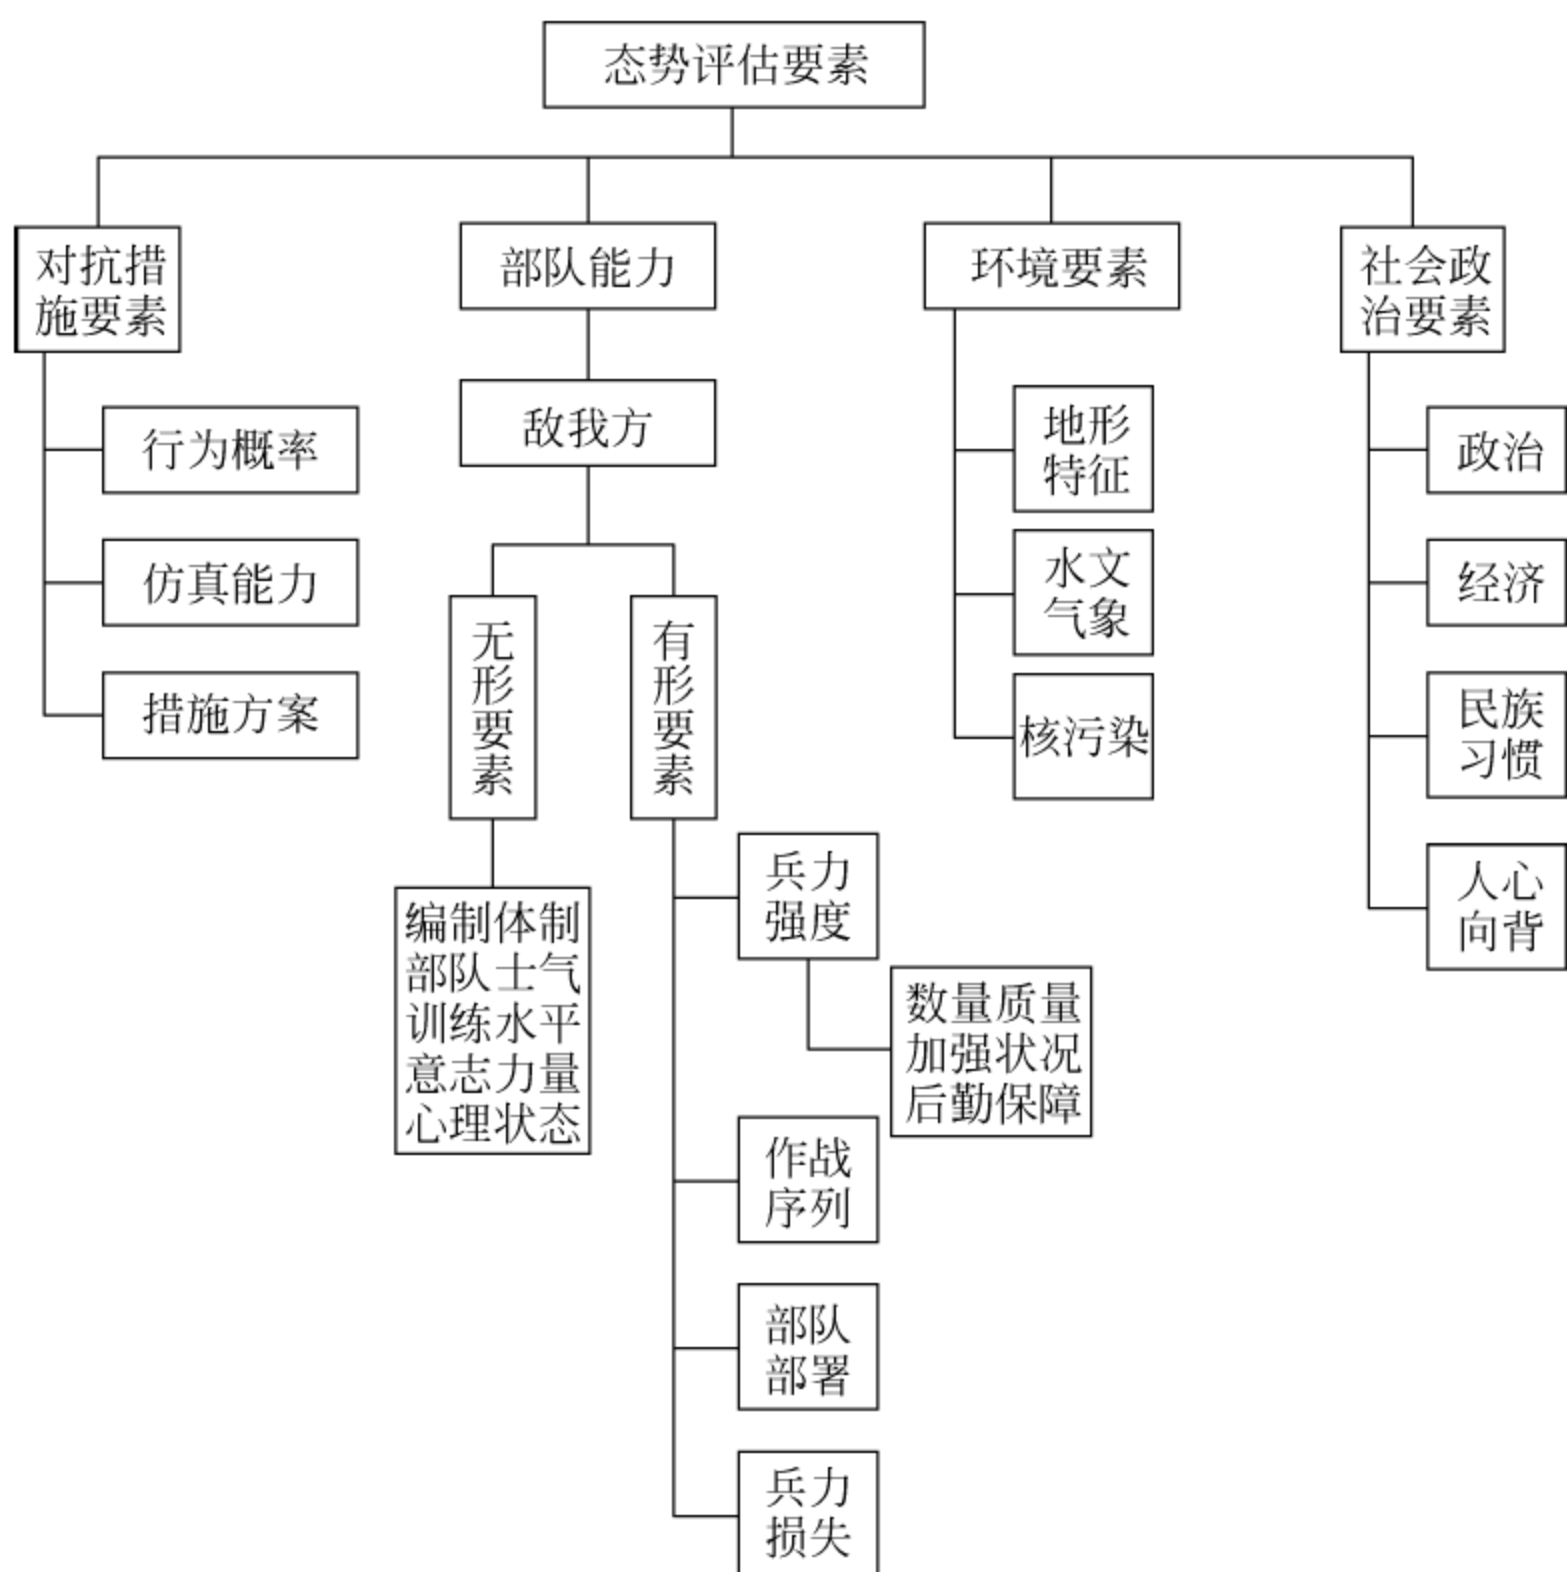 态势评估要素
对抗措
施要素
部队能力
环境要素
社会政
治要素
行为概率
仿真能力
措施方案
敌我方
无形要素
有形要素
编制体制
部队士气
训练水平
意志力量
心理状态
兵力
强度
数量质量
加强状况
后勤保障
作战
序列
部队
部署
兵力
损失
地形
特征
水文
气象
核污染
政治
经济
民族
习惯
人心
向背